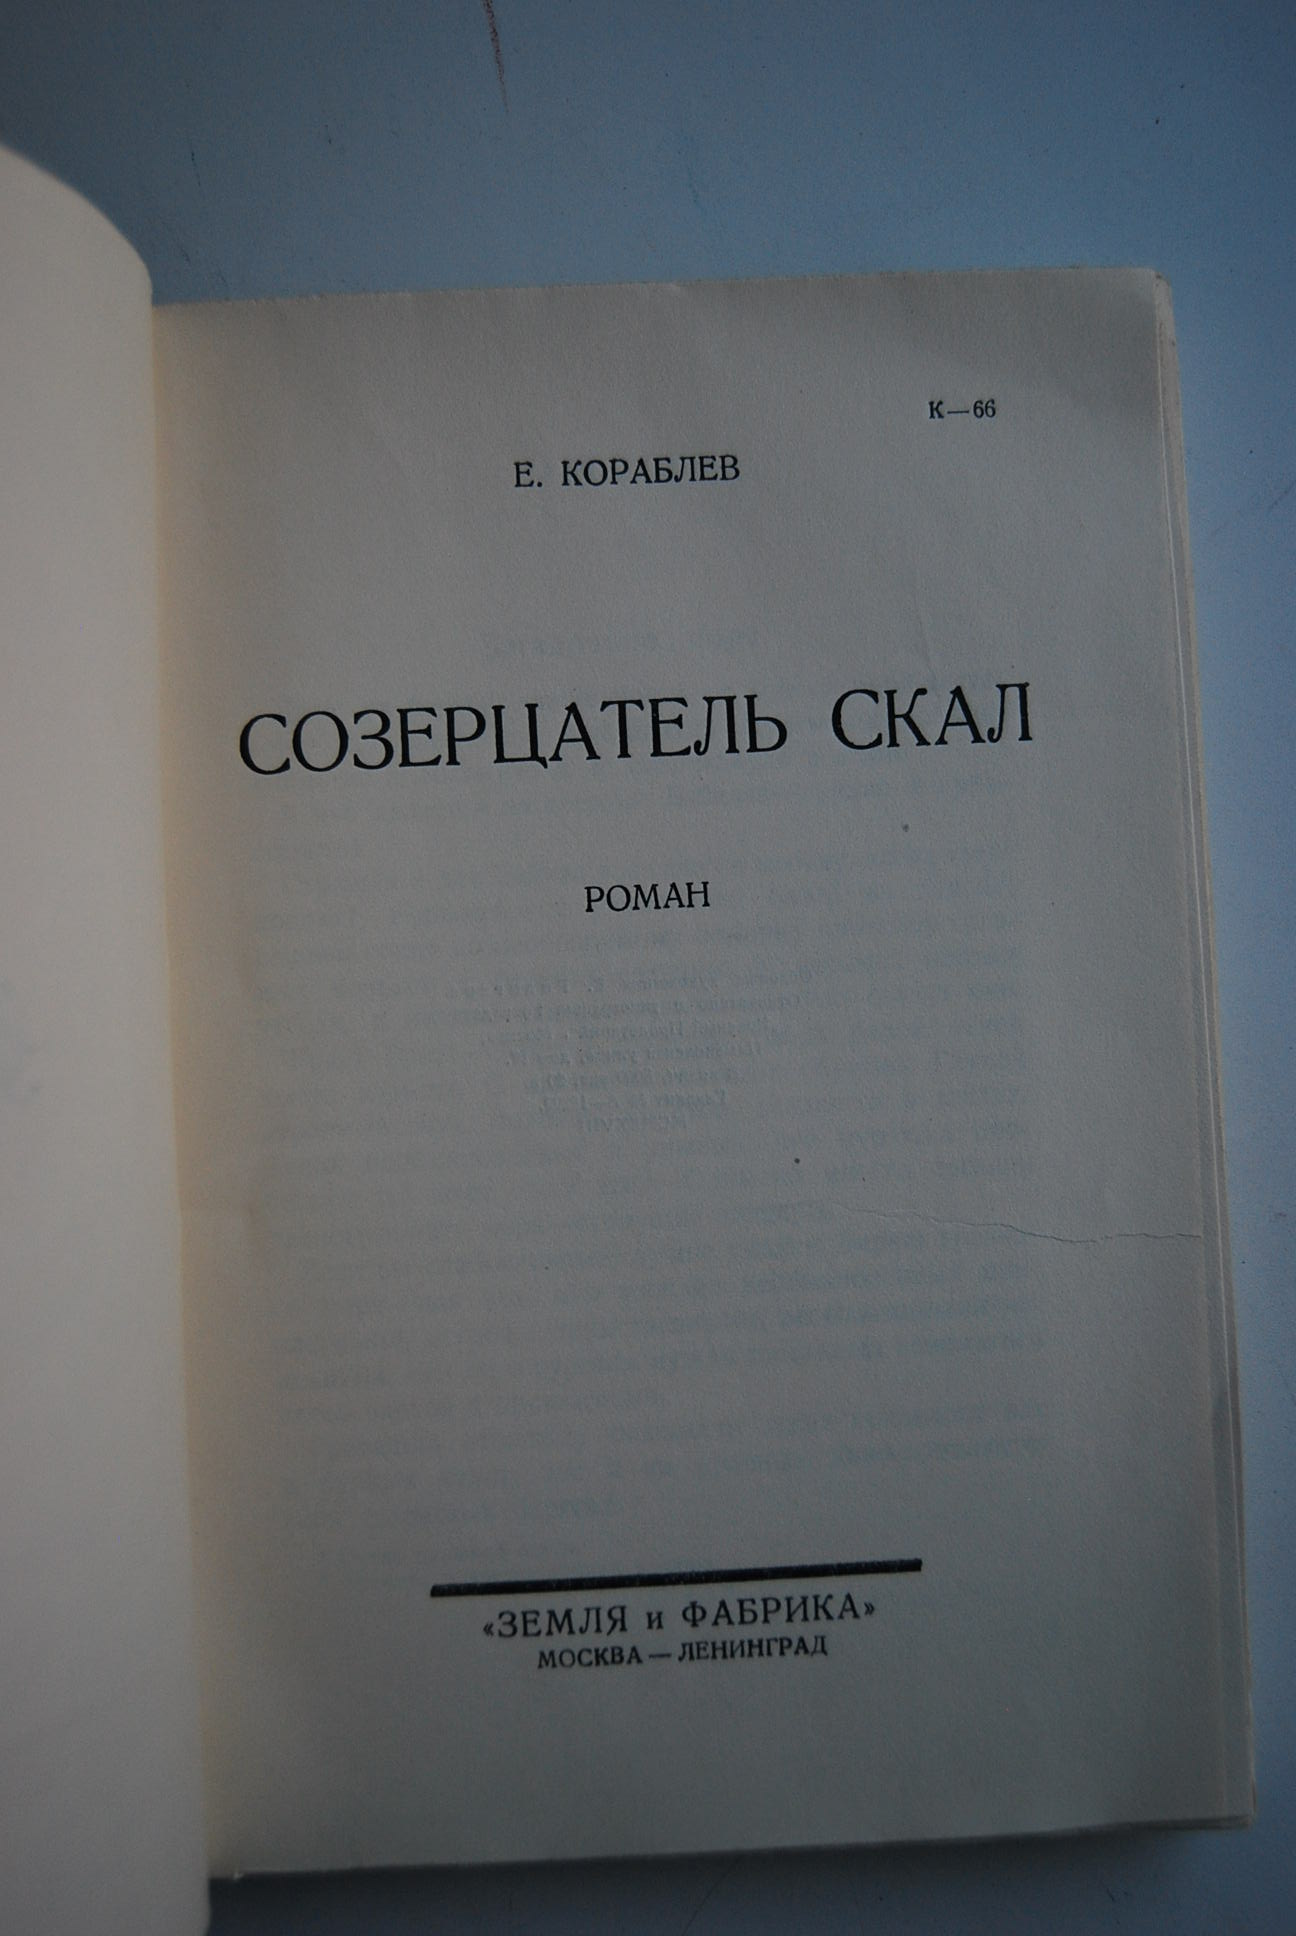 К—66
Е. КОРАБЛЕВ
СОЗЕРЦАТЕЛЬ СКАЛ
РОМАН
«ЗЕМЛЯ и ФАБРИКА»
МОСКВА — ЛЕНИНГРАД